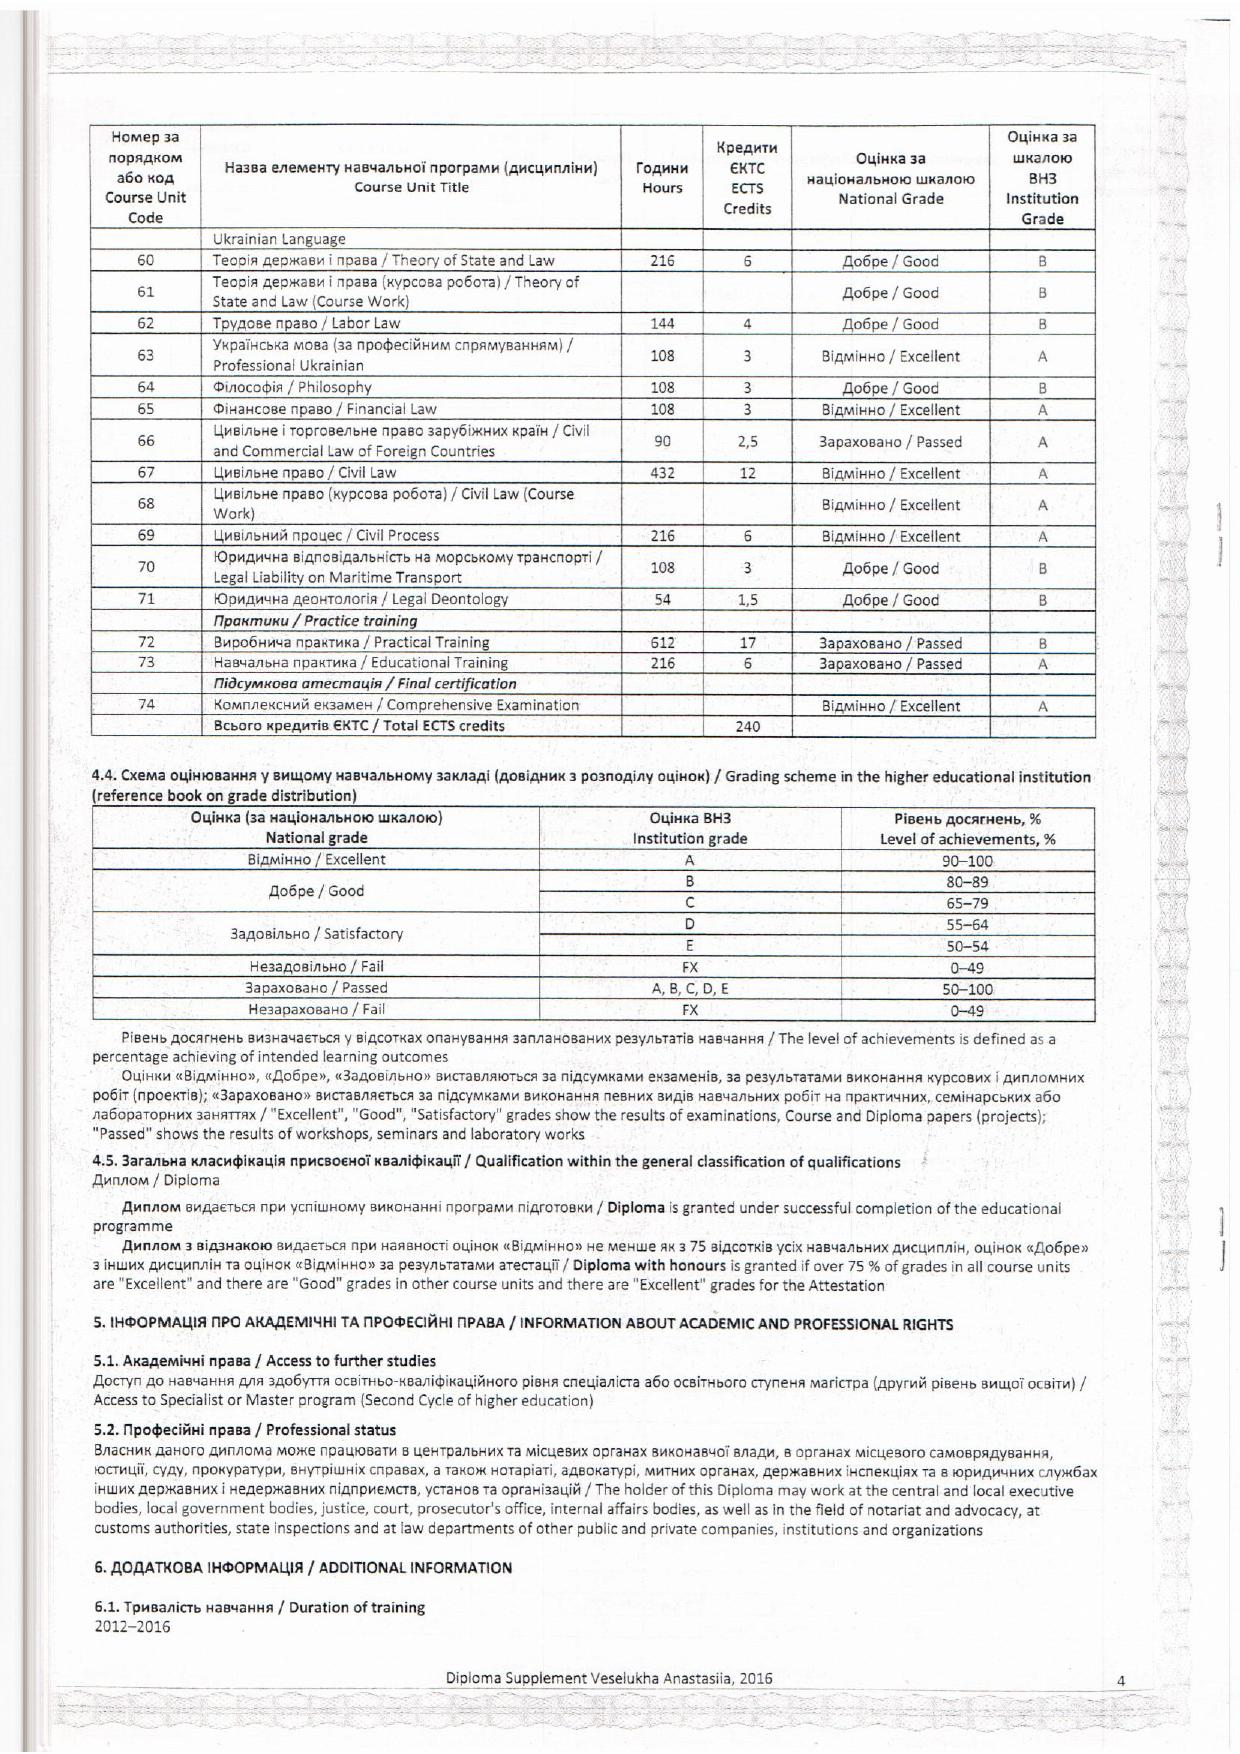 Номер за порядком або код Course Unit Code | Назва елементу навчальної програми (дисципліни) Course Unit Title | Години Hours | Кредити ЄКТС ECTS Credits | Оцінка за національною шкалою National Grade | Оцінка за шкалою ВНЗ Institution Grade
Ukrainian Language
60 Теорія держави і права / Theory of State and Law 216 6 Добре / Good B
61 Теорія держави і права (курсова робота) / Theory of
State and Law (Course Work) Добре / Good B
62 Трудове право / Labor Law 144 4 Добре / Good B
63 Українська мова (за професійним спрямуванням) /
Professional Ukrainian 108 3 Відмінно / Excellent A
64 Філософія / Philosophy 108 3 Добре / Good B
65 Фінансове право / Financial Law 108 3 Відмінно / Excellent A
66 Цивільне і торговельне право зарубіжних країн / Civil
and Commercial Law of Foreign Countries 90 2,5 Зараховано / Passed A
67 Цивільне право / Civil Law 432 12 Відмінно / Excellent A
68 Цивільне право (курсова робота) / Civil Law (Course
Work) Відмінно / Excellent A
69 Цивільний процес / Civil Process 216 6 Відмінно / Excellent A
70 Юридична відповідальність на морському транспорті /
Legal Liability on Maritime Transport 108 3 Добре / Good B
71 Юридична деонтологія / Legal Deontology 54 1,5 Добре / Good B
Практики / Practice training
72 Виробнича практика / Practical Training 612 17 Зараховано / Passed B
73 Навчальна практика / Educational Training 216 6 Зараховано / Passed A
Підсумкова атестація / Final certification
74 Комплексний екзамен / Comprehensive Examination Відмінно / Excellent A
Всього кредитів ЄКТС / Total ECTS credits 240
4.4. Схема оцінювання у вищому навчальному закладі (довідник з розподілу оцінок) / Grading scheme in the higher educational institution
(reference book on grade distribution)
Оцінка (за національною шкалою) Оцінка ВНЗ Рівень досягнень, %
National grade Institution grade Level of achievements, %
Відмінно / Excellent A 90–100
Добре / Good B 80–89
C 65–79
Задовільно / Satisfactory D 55–64
E 50–54
Незадовільно / Fail FX 0–49
Зараховано / Passed A, B, C, D, E 50–100
Незараховано / Fail FX 0–49
Рівень досягнень визначається у відсотках опанування запланованих результатів навчання / The level of achievements is defined as a
percentage achieving of intended learning outcomes
Оцінки «Відмінно», «Добре», «Задовільно» виставляються за підсумками екзаменів, за результатами виконання курсових і дипломних
робіт (проектів); «Зараховано» виставляється за підсумками виконання певних видів навчальних робіт на практичних, семінарських або
лабораторних заняттях / "Excellent", "Good", "Satisfactory" grades show the results of examinations, Course and Diploma papers (projects);
"Passed" shows the results of workshops, seminars and laboratory works
4.5. Загальна класифікація присвоєної кваліфікації / Qualification within the general classification of qualifications
Диплом / Diploma
Диплом видається при успішному виконанні програми підготовки / Diploma is granted under successful completion of the educational
programme
Диплом з відзнакою видається при наявності оцінок «Відмінно» не менше як з 75 відсотків усіх навчальних дисциплін, оцінок «Добре»
з інших дисциплін та оцінок «Відмінно» за результатами атестації / Diploma with honours is granted if over 75 % of grades in all course units
are "Excellent" and there are "Good" grades in other course units and there are "Excellent" grades for the Attestation
5. ІНФОРМАЦІЯ ПРО АКАДЕМІЧНІ ТА ПРОФЕСІЙНІ ПРАВА / INFORMATION ABOUT ACADEMIC AND PROFESSIONAL RIGHTS
5.1. Академічні права / Access to further studies
Доступ до навчання для здобуття освітньо-кваліфікаційного рівня спеціаліста або освітнього ступеня магістра (другий рівень вищої освіти) /
Access to Specialist or Master program (Second Cycle of higher education)
5.2. Професійні права / Professional status
Власник даного диплома може працювати в центральних та місцевих органах виконавчої влади, в органах місцевого самоврядування,
юстиції, суду, прокуратури, внутрішніх справах, а також нотаріаті, адвокатурі, митних органах, державних інспекціях та в юридичних службах
інших державних і недержавних підприємств, установ та організацій / The holder of this Diploma may work at the central and local executive
bodies, local government bodies, justice, court, prosecutor's office, internal affairs bodies, as well as in the field of notariat and advocacy, at
customs authorities, state inspections and at law departments of other public and private companies, institutions and organizations
6. ДОДАТКОВА ІНФОРМАЦІЯ / ADDITIONAL INFORMATION
6.1. Тривалість навчання / Duration of training
2012–2016
Diploma Supplement Veselukha Anastasiia, 2016 4